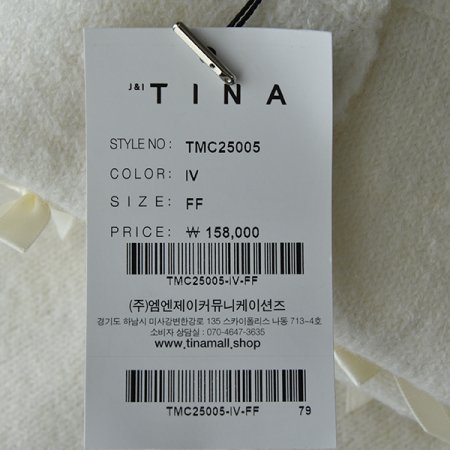 J&I TINA
STYLE NO: TMC25005
COLOR: IV
SIZE: FF
PRICE: ₩ 158,000
TMC25005-IV-FF
(주)엠엔제이커뮤니케이션즈
경기도 하남시 미사강변한강로 135 스카이폴리스 나동 713-4호
소비자 상담실 : 070-4647-3635
www.tinamall.shop
TMC25005-IV-FF 79